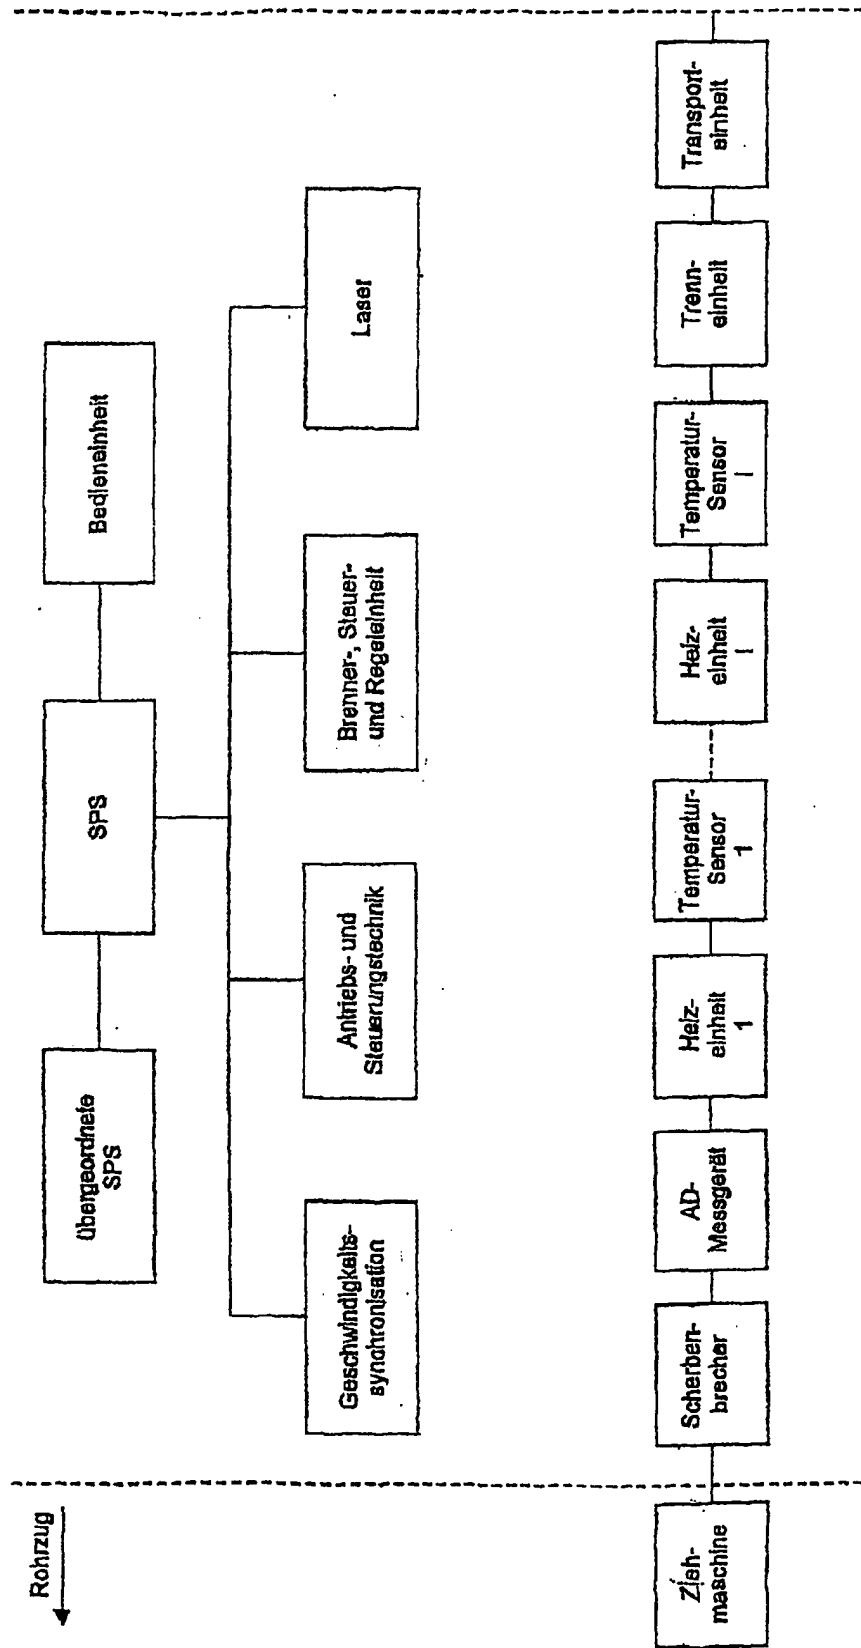 Rohrzug
übergeordnete
SPS
SPS
Bedieneinheit
Geschwindigkeits-
synchronisation
Antriebs- und
Steuerungstechnik
Brenner-, Steuer-
und Regeleinheit
Laser
Zieh-
maschine
Scherben-
brecher
AD-
Messgerät
Heiz-
einheit
1
Temperatur-
Sensor
1
Heiz-
einheit
I
Temperatur-
Sensor
I
Trenn-
einheit
Transport-
einheit